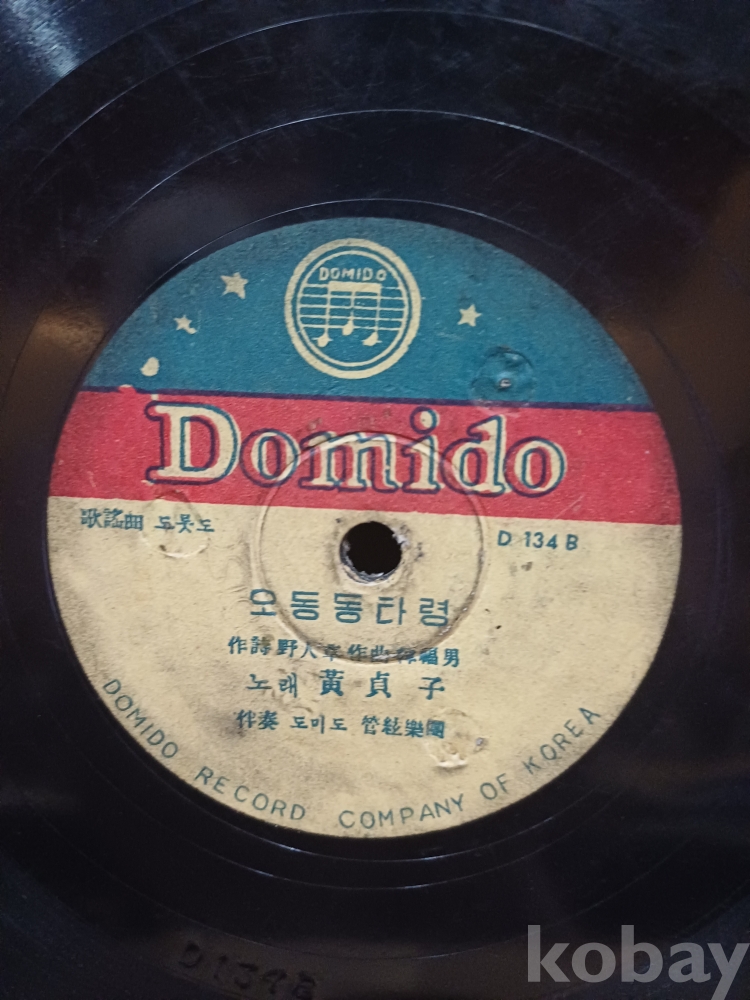 DOMIDO
Domido
歌謠曲 도롯도
D 134 B
오동동타령
作詩 野人草 作曲 福男
노래 黃貞子
伴奏 도미도 管絃樂團
DOMIDO RECORD COMPANY OF KOREA
D134B
kobay